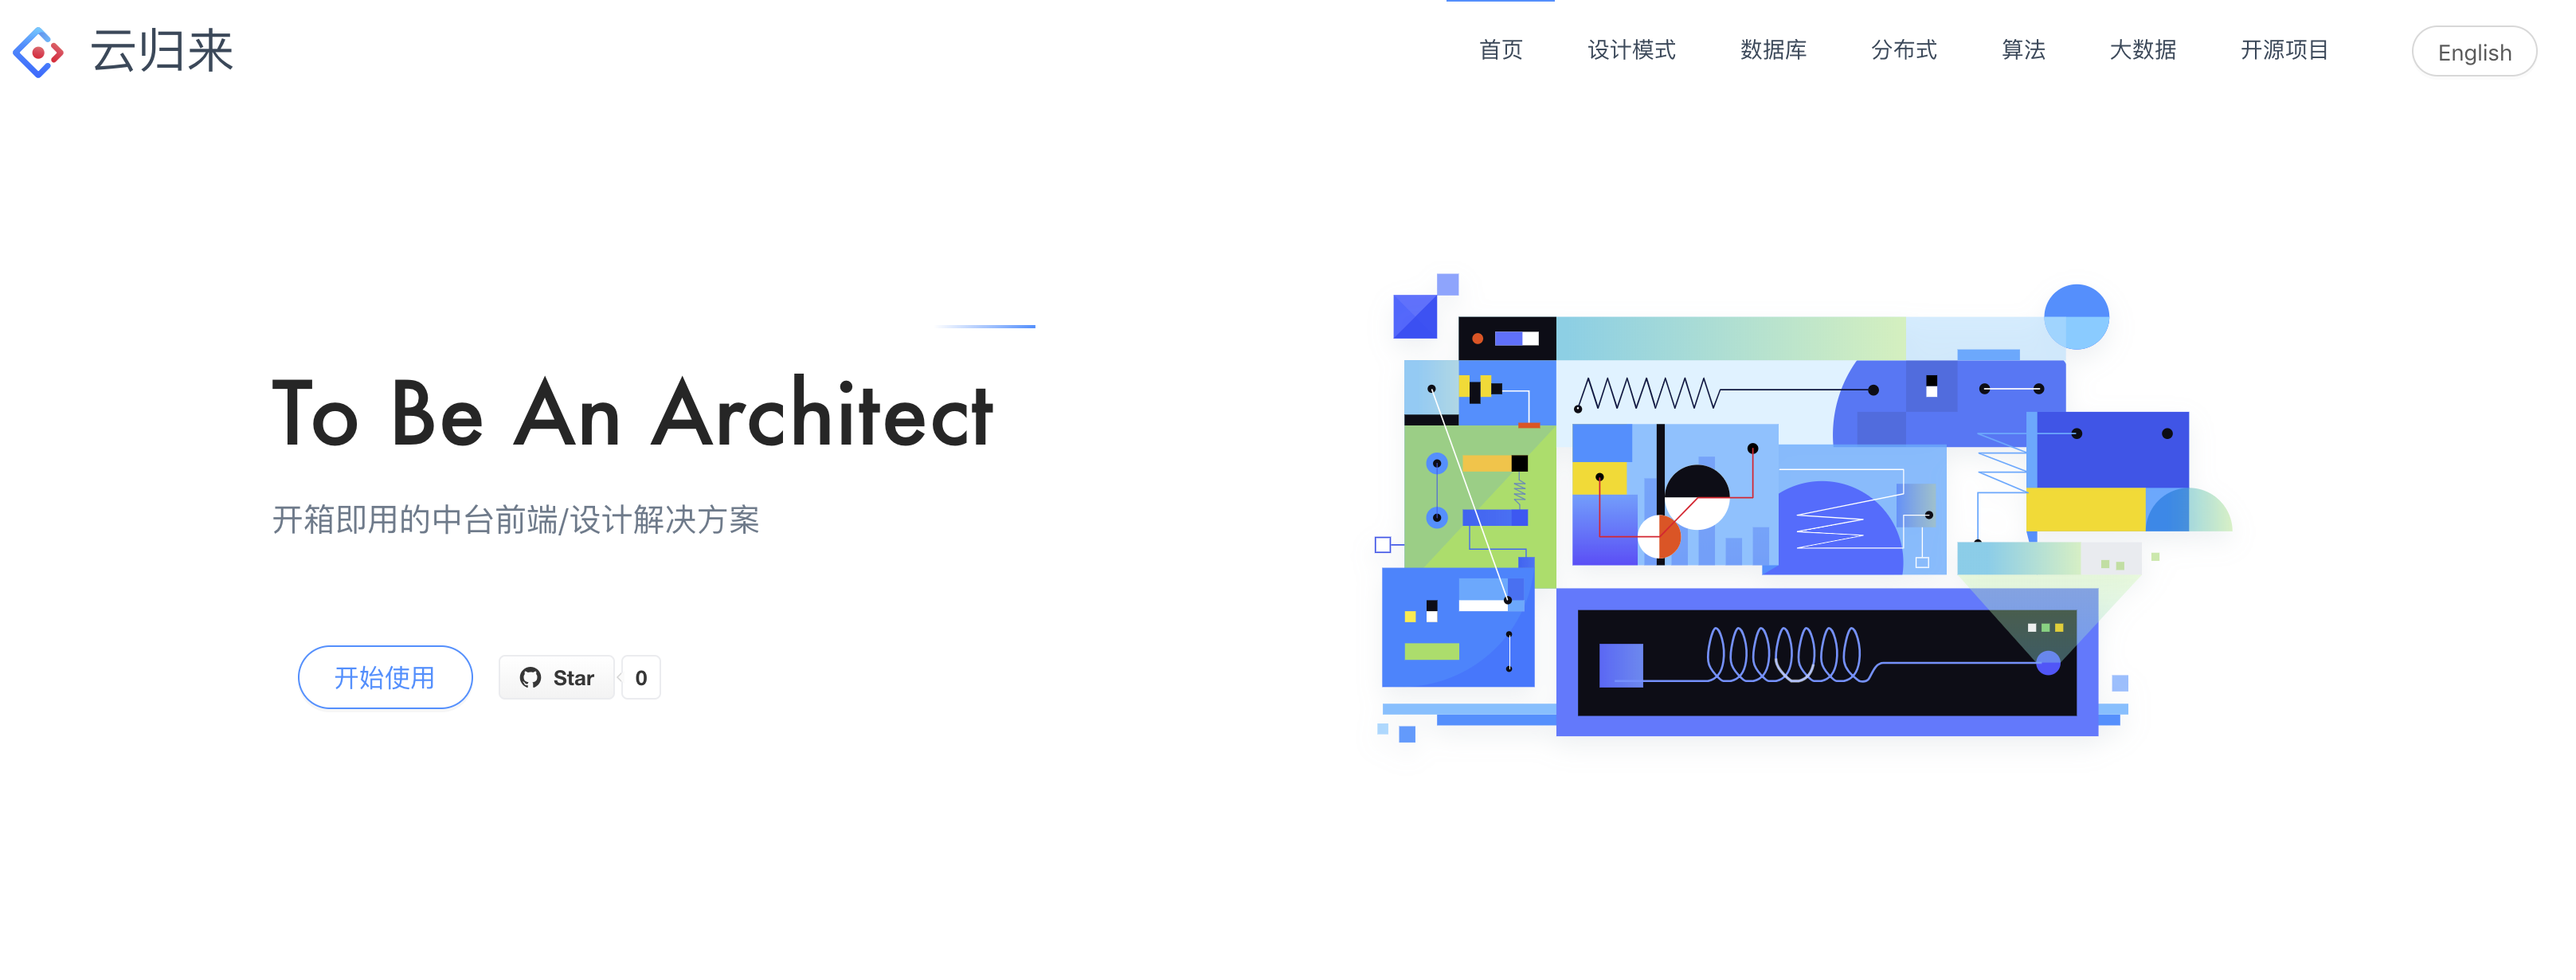 云归来
首页 设计模式 数据库 分布式 算法 大数据 开源项目 English
To Be An Architect
开箱即用的中台前端/设计解决方案
开始使用 Star 0